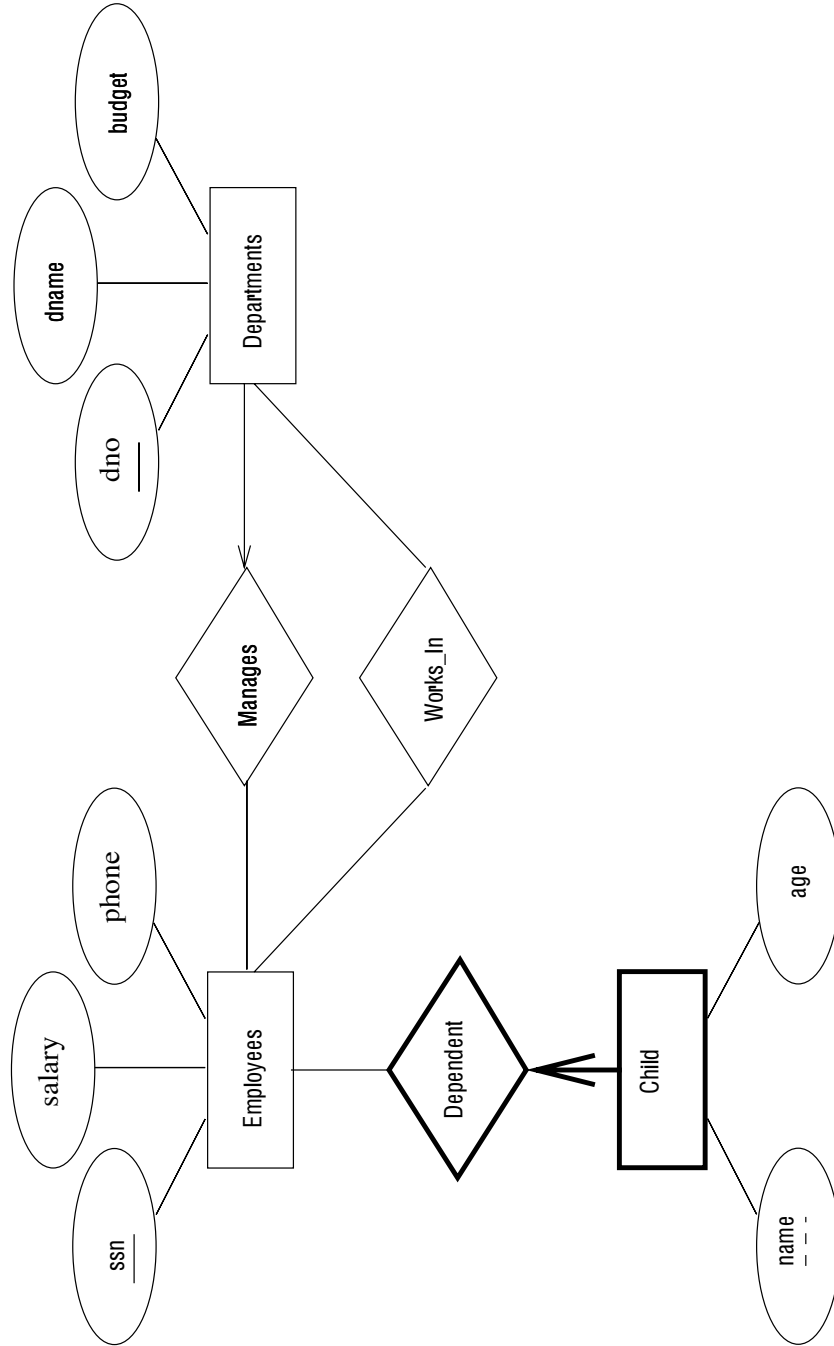 ssn
salary
phone
Employees
Manages
Works_In
dno
dname
budget
Departments
Dependent
Child
name
age